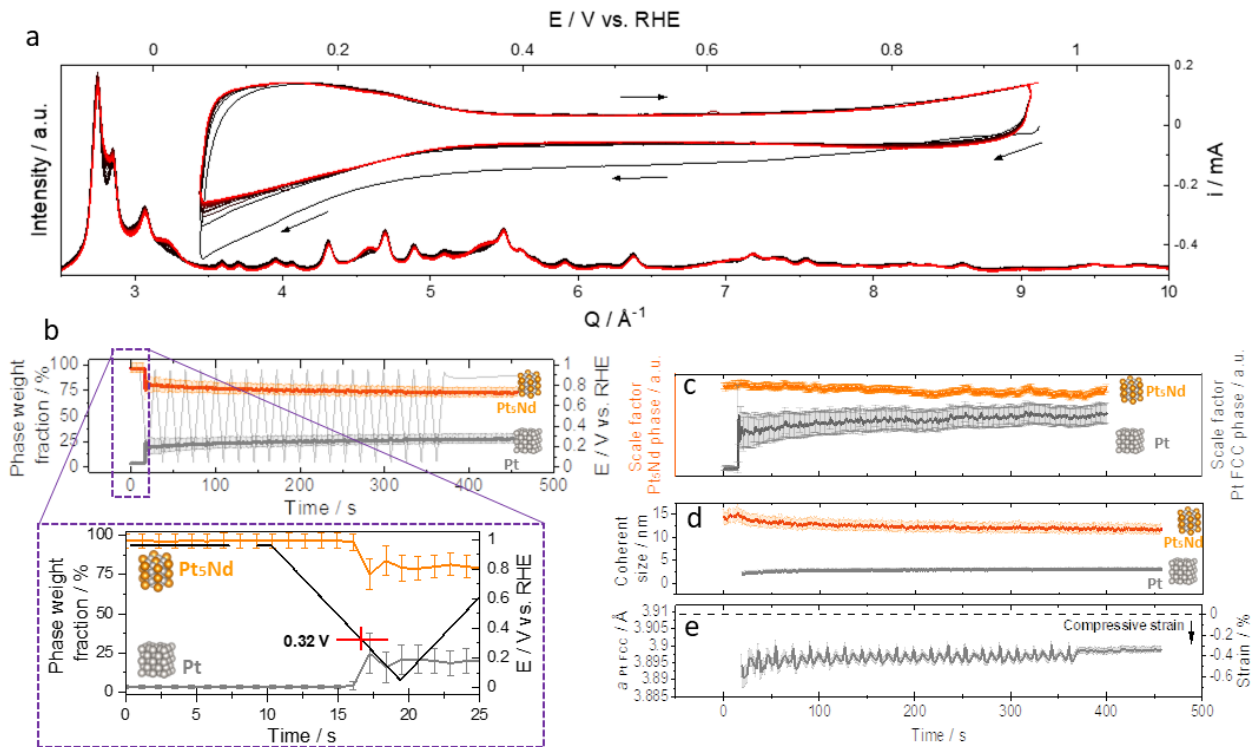 E / V vs. RHE
a
0 0.2 0.4 0.6 0.8 1
Intensity / a.u.
0.2
0
-0.2
-0.4
i / mA
3 4 5 6 7 8 9 10
Q / Å-1
b
Phase weight
fraction / %
100
75
50
25
0
1
0.8
0.6
0.4
0.2
0
E / V vs. RHE
Pt5Nd
Pt
0 100 200 300 400 500
Time / s
Phase weight
fraction / %
100
75
50
25
0
Pt5Nd
0.32 V
Pt
1
0.8
0.6
0.4
0.2
0
E / V vs. RHE
0 5 10 15 20 25
Time / s
c
Scale factor
Pt5Nd phase / a.u.
Pt5Nd
Pt
Scale factor
Pt FCC phase / a.u.
d
Coherent
size / nm
15
10
5
0
Pt5Nd
Pt
e
a Pt FCC / Å
3.91
3.905
3.90
3.895
3.89
3.885
Compressive strain
0
-0.2
-0.4
-0.6
Strain / %
0 100 200 300 400 500
Time / s